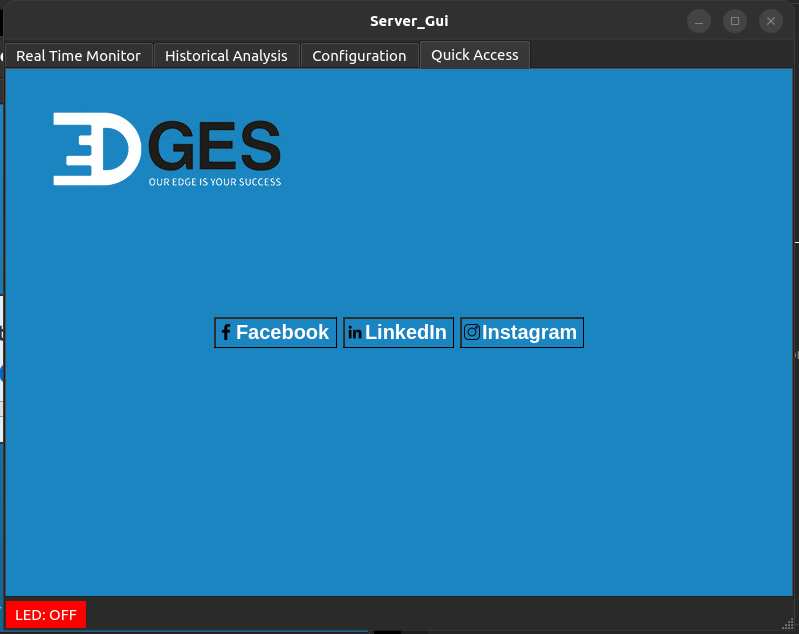 Server_Gui
Real Time Monitor Historical Analysis Configuration Quick Access
EDGES
OUR EDGE IS YOUR SUCCESS
Facebook LinkedIn Instagram
LED: OFF